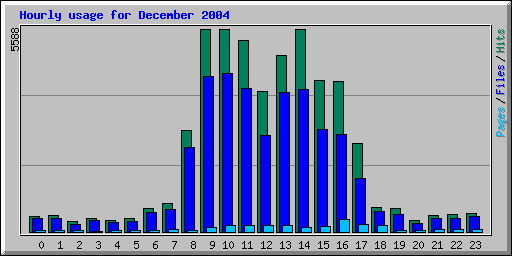 Hourly usage for December 2004
5588
Pages / Files / Hits
0 1 2 3 4 5 6 7 8 9 10 11 12 13 14 15 16 17 18 19 20 21 22 23